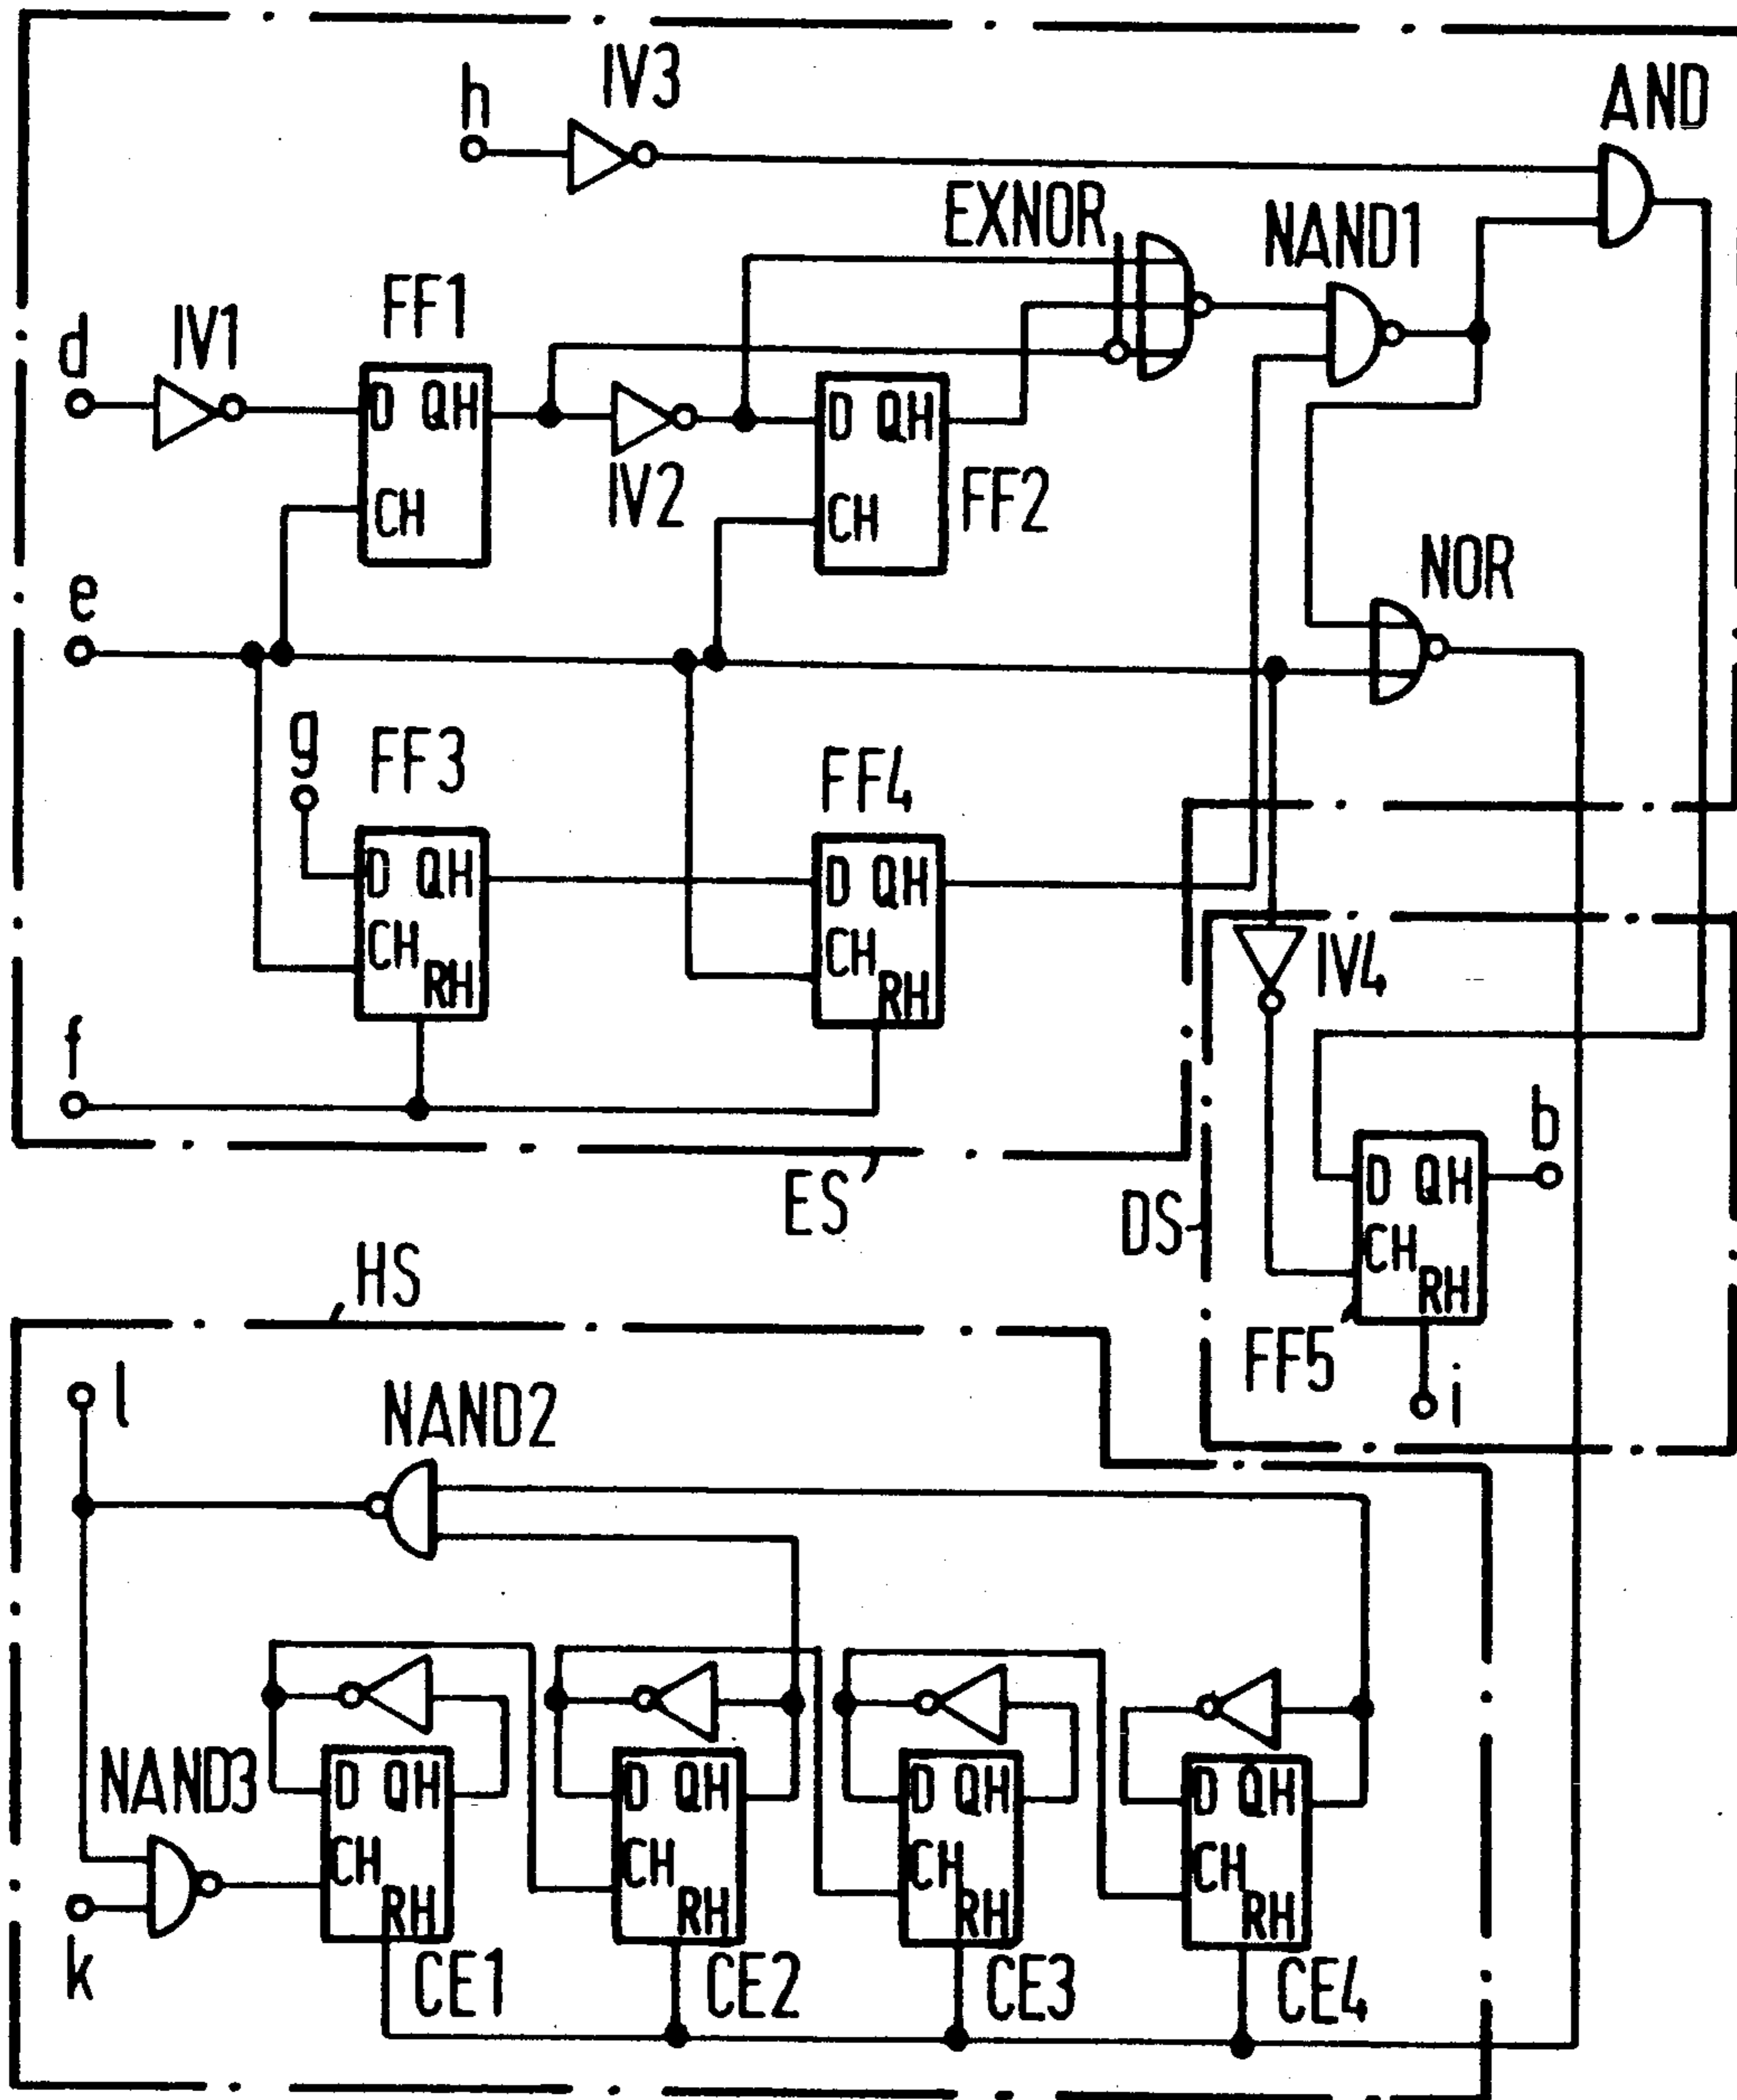 h
IV3
AND
EXNOR
NAND1
d
IV1
FF1
D QH
CH
IV2
D QH
CH
FF2
NOR
e
g
FF3
D QH
CH
RH
FF4
D QH
CH
RH
IV4
f
ES
DS
D QH
CH
RH
b
FF5
i
HS
l
NAND2
NAND3
D QH
CH
RH
D QH
CH
RH
D QH
CH
RH
D QH
CH
RH
k
CE1
CE2
CE3
CE4